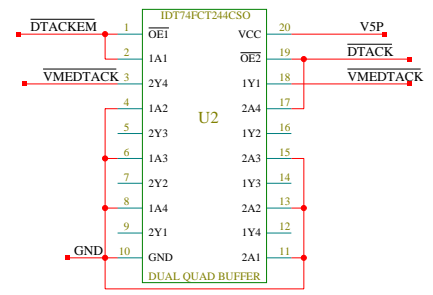 IDT74FCT244CSO
DTACKEM 1 OE1 VCC 20 V5P
2 1A1 OE2 19 DTACK
VMEDTACK 3 2Y4 1Y1 18 VMEDTACK
4 1A2 2A4 17
U2
5 2Y3 1Y2 16
6 1A3 2A3 15
7 2Y2 1Y3 14
8 1A4 2A2 13
9 2Y1 1Y4 12
GND 10 GND 2A1 11
DUAL QUAD BUFFER